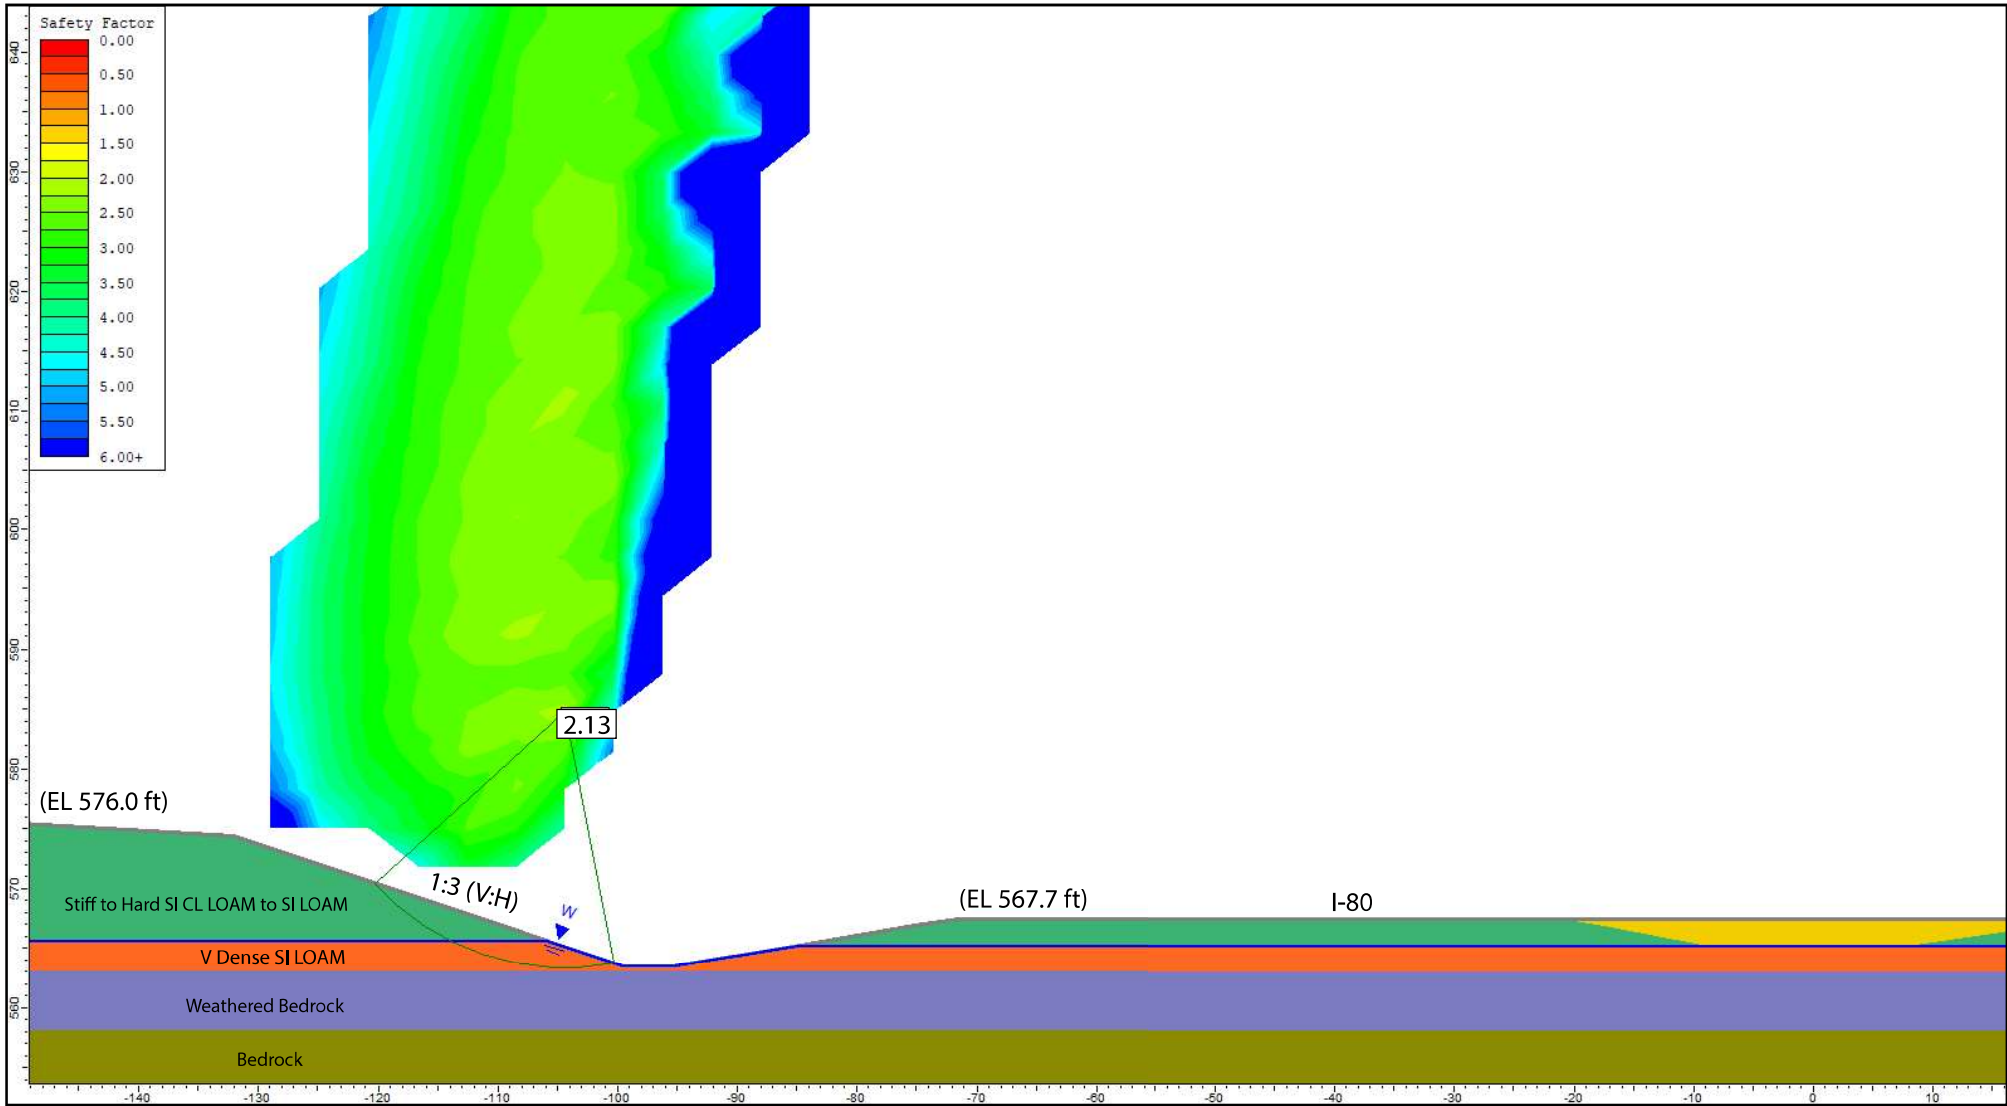 Safety Factor
0.00
0.50
1.00
1.50
2.00
2.50
3.00
3.50
4.00
4.50
5.00
5.50
6.00+
640
630
620
610
600
590
580
570
560
2.13
(EL 576.0 ft)
1:3 (V:H)
W
(EL 567.7 ft)
I-80
Stiff to Hard SI CL LOAM to SI LOAM
V Dense SI LOAM
Weathered Bedrock
Bedrock
-140 -130 -120 -110 -100 -90 -80 -70 -60 -50 -40 -30 -20 -10 0 10